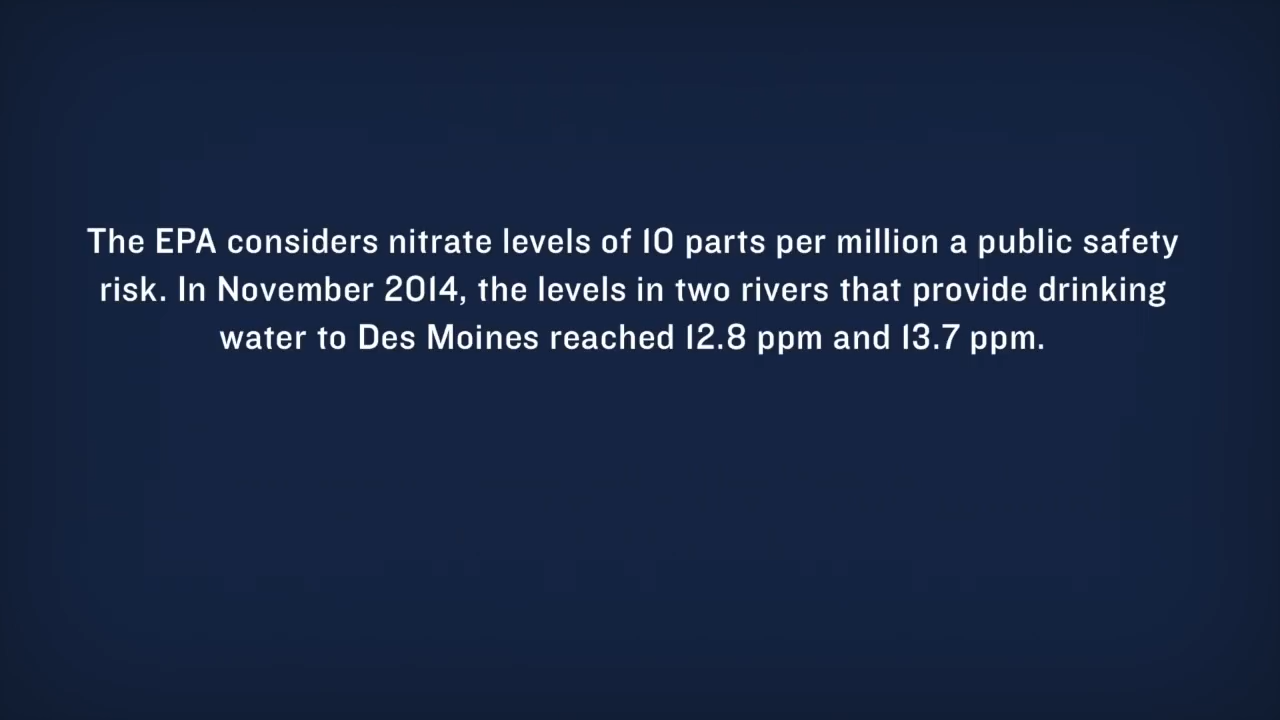 The EPA considers nitrate levels of 10 parts per million a public safety
risk. In November 2014, the levels in two rivers that provide drinking
water to Des Moines reached 12.8 ppm and 13.7 ppm.